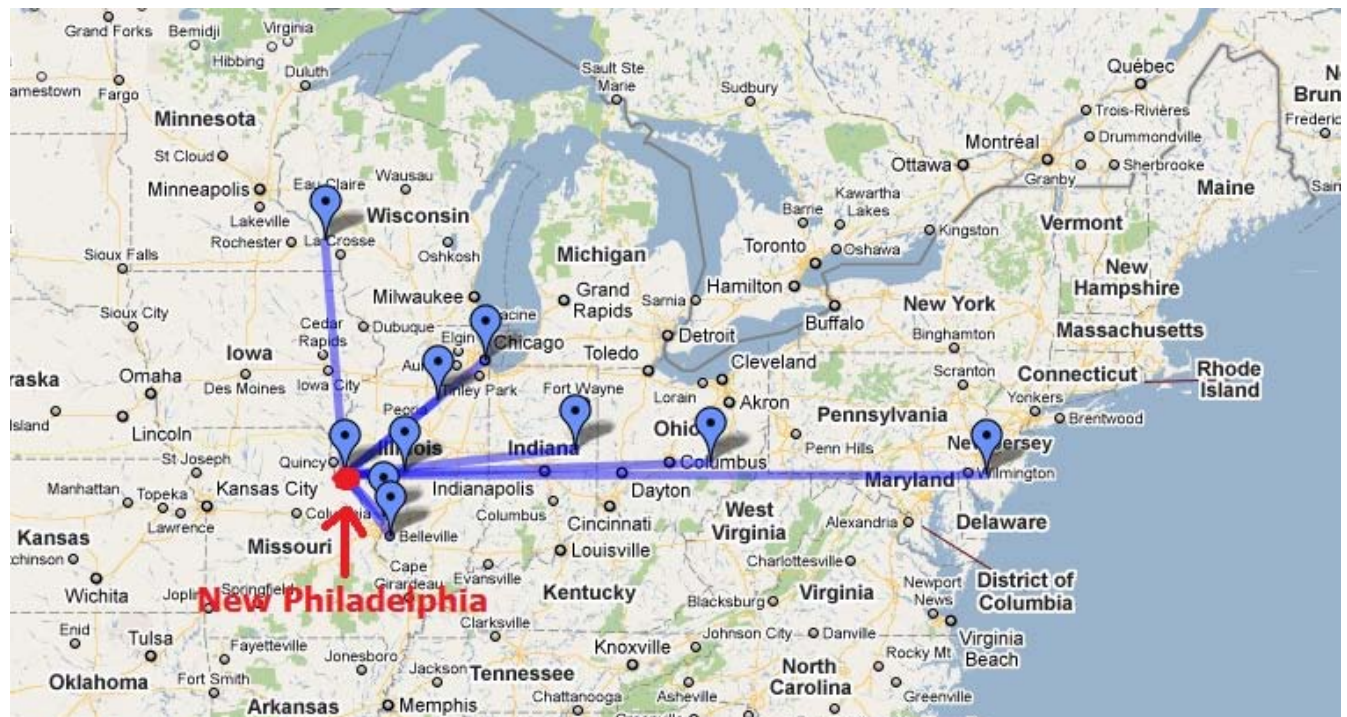 Grand Forks
Bemidji
Virginia
Hibbing
Duluth
Sault Ste
Marie
Sudbury
Québec
amestown
Fargo
Trois-Rivières
Brun
Minnesota
Montréal
Drummondville
Frederic
St Cloud
Ottawa
Sherbrooke
Granby
Minneapolis
Eau Claire
Wausau
Maine
Lakeville
Wisconsin
Barrie
Kawartha
Lakes
Vermont
Rochester
La Crosse
Oshkosh
Michigan
Toronto
Oshawa
Kingston
Sioux Falls
New
Hampshire
Milwaukee
Grand
Rapids
Sarnia
Hamilton
New York
Sioux City
Cedar
Rapids
Dubuque
acine
Buffalo
Binghamton
Massachusetts
Elgin
Chicago
Detroit
Iowa
Toledo
Cleveland
Scranton
Connecticut
Rhode
Island
raska
Omaha
Des Moines
Iowa City
Tinley Park
Fort Wayne
Lorain
Akron
Yonkers
Brentwood
Island
Lincoln
Peoria
Ohio
Pennsylvania
Penn Hills
New Jersey
St Joseph
Quincy
Illinois
Indiana
Columbus
Wilmington
Manhattan
Topeka
Kansas City
Indianapolis
Dayton
Maryland
Lawrence
Columbia
Columbus
Cincinnati
West
Virginia
Alexandria
Delaware
Kansas
Missouri
Belleville
Louisville
Charlottesville
District of
Columbia
tchinson
Cape
Girardeau
Evansville
Wichita
Joplin
Springfield
New Philadelphia
Kentucky
Blacksburg
Virginia
Newport
News
Enid
Tulsa
Fayetteville
Clarksville
Johnson City
Danville
Virginia
Beach
Jonesboro
Knoxville
Rocky Mt
Oklahoma
Fort Smith
Jackson
Tennessee
North
Carolina
Arkansas
Memphis
Chattanooga
Asheville
Greenville